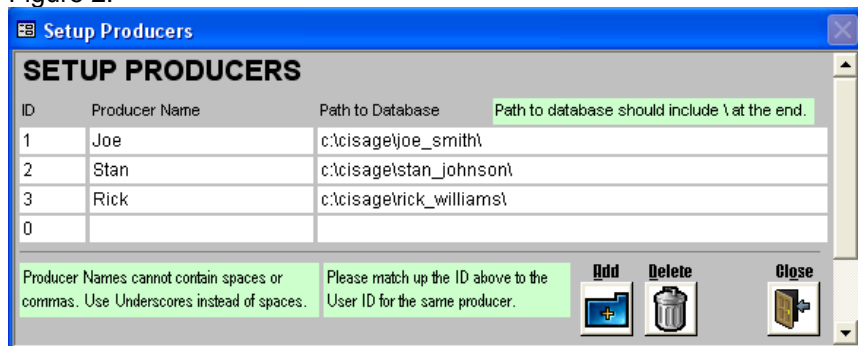 Figure 2.
Setup Producers
SETUP PRODUCERS
ID Producer Name Path to Database Path to database should include \ at the end.
1 Joe c:\cisage\joe_smith\
2 Stan c:\cisage\stan_johnson\
3 Rick c:\cisage\rick_williams\
0
Producer Names cannot contain spaces or
commas. Use Underscores instead of spaces.
Please match up the ID above to the
User ID for the same producer.
Add Delete Close